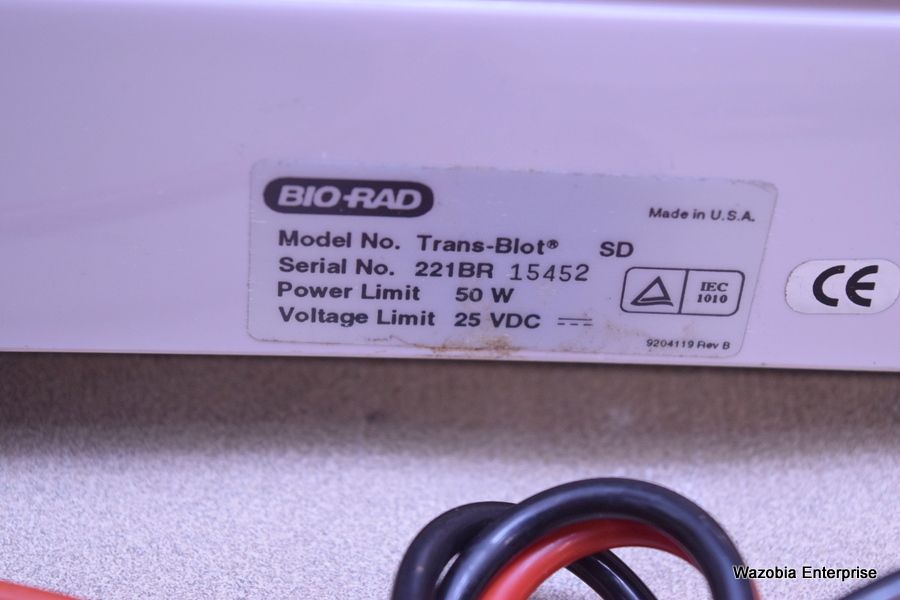 BIO-RAD
Made in U.S.A.
Model No. Trans-Blot® SD
Serial No. 221BR 15452
Power Limit 50 W
Voltage Limit 25 VDC
IEC
1010
9204119 Rev B
CE
Wazobia Enterprise